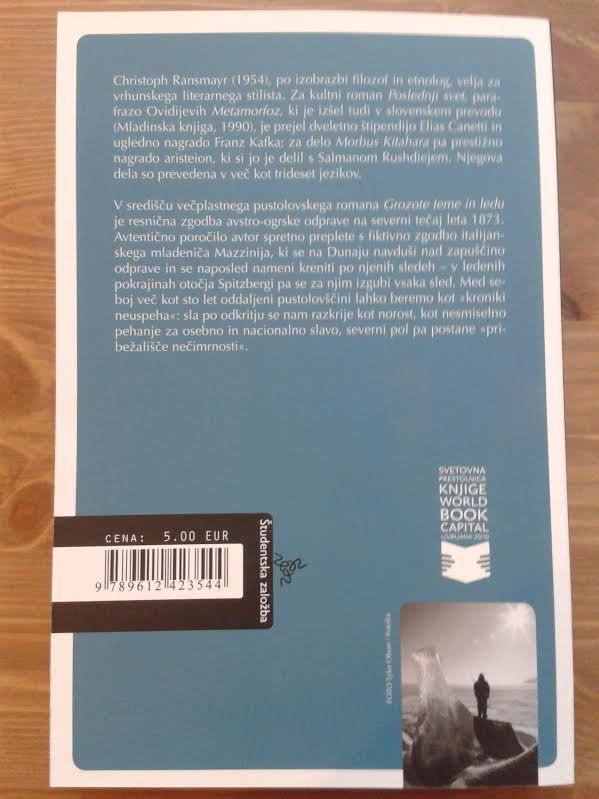 Christoph Ransmayr (1954), po izobrazbi filozof in etnolog, velja za
vrhunskega literarnega stilista. Za kultni roman Poslednji svet, para-
frazo Ovidijevih Metamorfoz, ki je izšel tudi v slovenskem prevodu
(Mladinska knjiga, 1990), je prejel dveletno štipendijo Elias Canetti in
ugledno nagrado Franz Kafka; za delo Morbus Kitahara pa prestižno
nagrado aristeion, ki si jo je delil s Salmanom Rushdiejem. Njegova
dela so prevedena v več kot trideset jezikov.
V središču večplastnega pustolovskega romana Grozote teme in ledu
je resnična zgodba avstro-ogrske odprave na severni tečaj leta 1873.
Avtentično poročilo avtor spretno preplete s fiktivno zgodbo italijan-
skega mladeniča Mazzinija, ki se na Dunaju navduši nad zapuščino
odprave in se naposled nameni kreniti po njenih sledeh – v ledenih
pokrajinah otočja Spitzbergi pa se za njim izgubi vsaka sled. Med se-
boj več kot sto let oddaljeni pustolovščini lahko beremo kot »kroniki
neuspeha«: sla po odkritju se nam razkrije kot norost, kot nesmiselno
pehanje za osebno in nacionalno slavo, severni pol pa postane »pri-
bežališče nečimrnosti«.
SVETOVNA
PRESTOLNICA
KNJIGE
WORLD
BOOK
CAPITAL
LJUBLJANA 2010
CENA: 5.00 EUR
9 789612 423544
Študentska založba
FOTO Tyler Olson / Fotolia